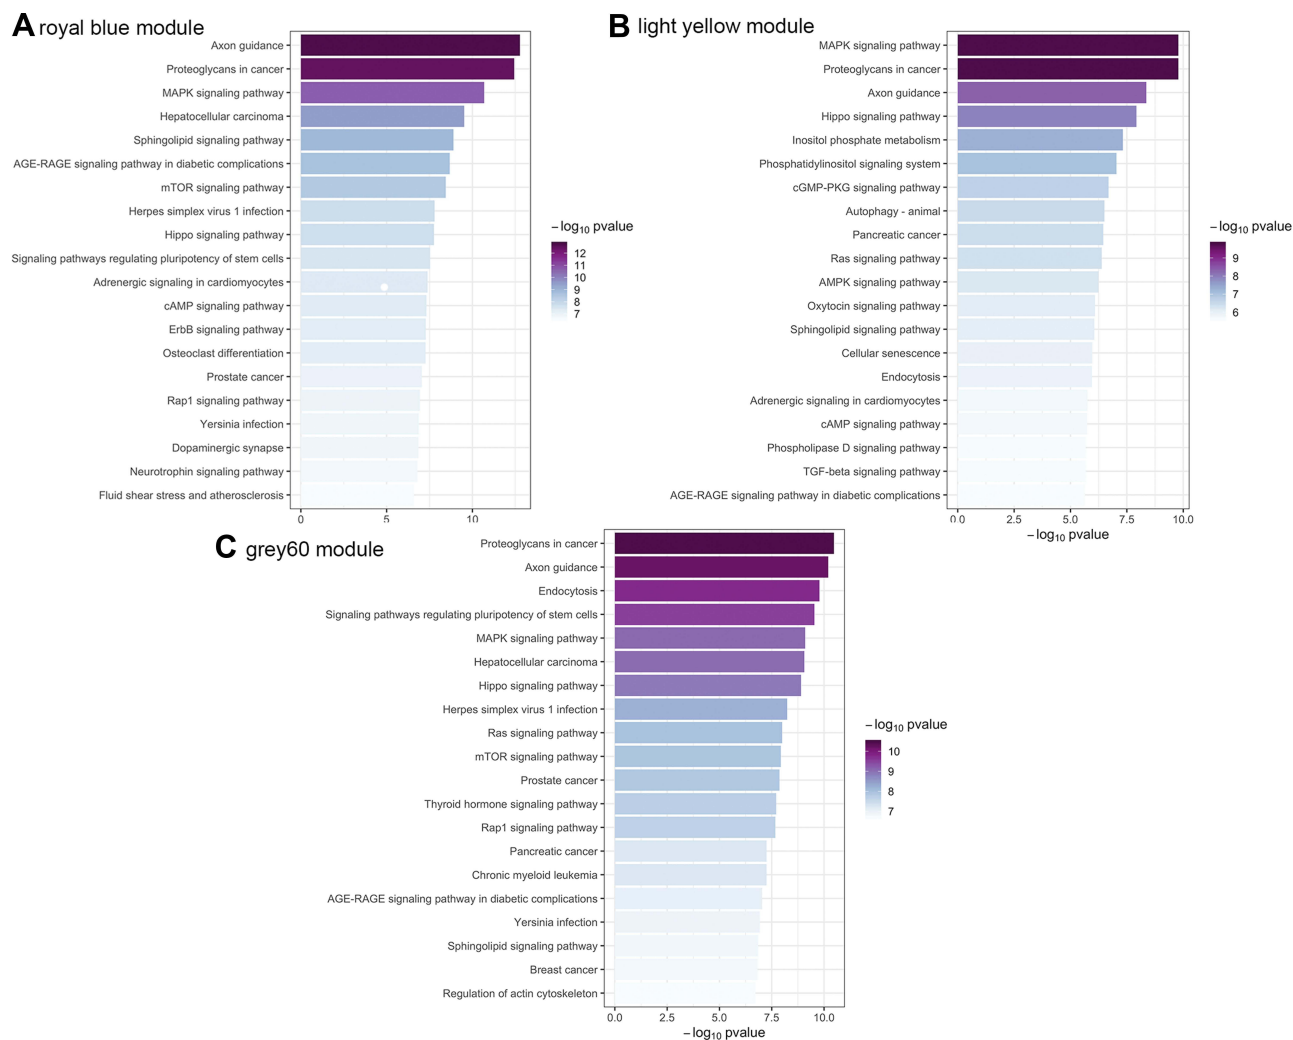 A royal blue module
Axon guidance
Proteoglycans in cancer
MAPK signaling pathway
Hepatocellular carcinoma
Sphingolipid signaling pathway
AGE-RAGE signaling pathway in diabetic complications
mTOR signaling pathway
Herpes simplex virus 1 infection
Hippo signaling pathway
Signaling pathways regulating pluripotency of stem cells
Adrenergic signaling in cardiomyocytes
cAMP signaling pathway
ErbB signaling pathway
Osteoclast differentiation
Prostate cancer
Rap1 signaling pathway
Yersinia infection
Dopaminergic synapse
Neurotrophin signaling pathway
Fluid shear stress and atherosclerosis
0 5 10
−log10 pvalue
12
11
10
9
8
7
B light yellow module
MAPK signaling pathway
Proteoglycans in cancer
Axon guidance
Hippo signaling pathway
Inositol phosphate metabolism
Phosphatidylinositol signaling system
cGMP-PKG signaling pathway
Autophagy - animal
Pancreatic cancer
Ras signaling pathway
AMPK signaling pathway
Oxytocin signaling pathway
Sphingolipid signaling pathway
Cellular senescence
Endocytosis
Adrenergic signaling in cardiomyocytes
cAMP signaling pathway
Phospholipase D signaling pathway
TGF-beta signaling pathway
AGE-RAGE signaling pathway in diabetic complications
0.0 2.5 5.0 7.5 10.0
−log10 pvalue
−log10 pvalue
9
8
7
6
C grey60 module
Proteoglycans in cancer
Axon guidance
Endocytosis
Signaling pathways regulating pluripotency of stem cells
MAPK signaling pathway
Hepatocellular carcinoma
Hippo signaling pathway
Herpes simplex virus 1 infection
Ras signaling pathway
mTOR signaling pathway
Prostate cancer
Thyroid hormone signaling pathway
Rap1 signaling pathway
Pancreatic cancer
Chronic myeloid leukemia
AGE-RAGE signaling pathway in diabetic complications
Yersinia infection
Sphingolipid signaling pathway
Breast cancer
Regulation of actin cytoskeleton
0.0 2.5 5.0 7.5 10.0
−log10 pvalue
−log10 pvalue
10
9
8
7